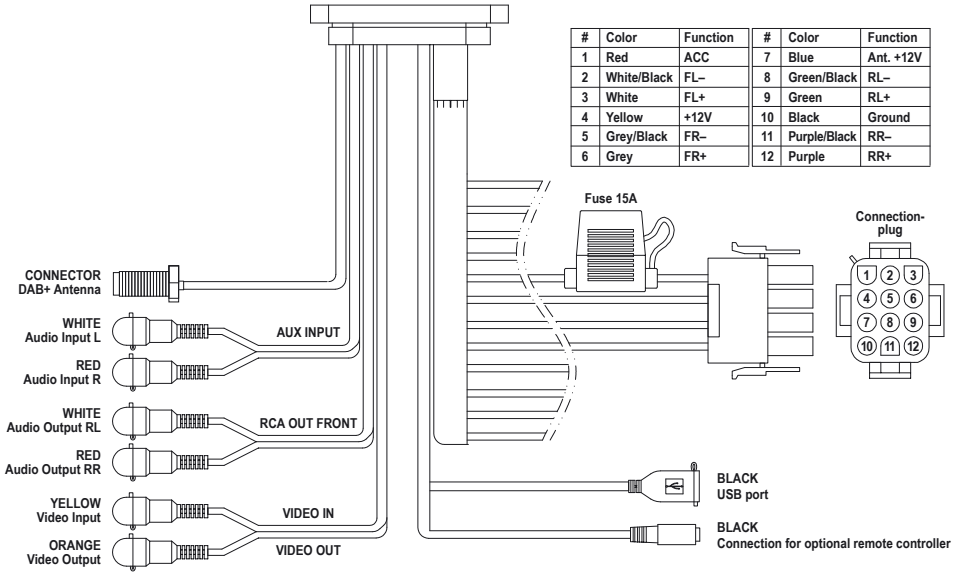 # Color Function # Color Function
1 Red ACC 7 Blue Ant. +12V
2 White/Black FL– 8 Green/Black RL–
3 White FL+ 9 Green RL+
4 Yellow +12V 10 Black Ground
5 Grey/Black FR– 11 Purple/Black RR–
6 Grey FR+ 12 Purple RR+
Fuse 15A
Connection-
plug
1 2 3
4 5 6
7 8 9
10 11 12
CONNECTOR
DAB+ Antenna
WHITE
Audio Input L
AUX INPUT
RED
Audio Input R
WHITE
Audio Output RL
RCA OUT FRONT
RED
Audio Output RR
YELLOW
Video Input
VIDEO IN
ORANGE
Video Output
VIDEO OUT
BLACK
USB port
BLACK
Connection for optional remote controller